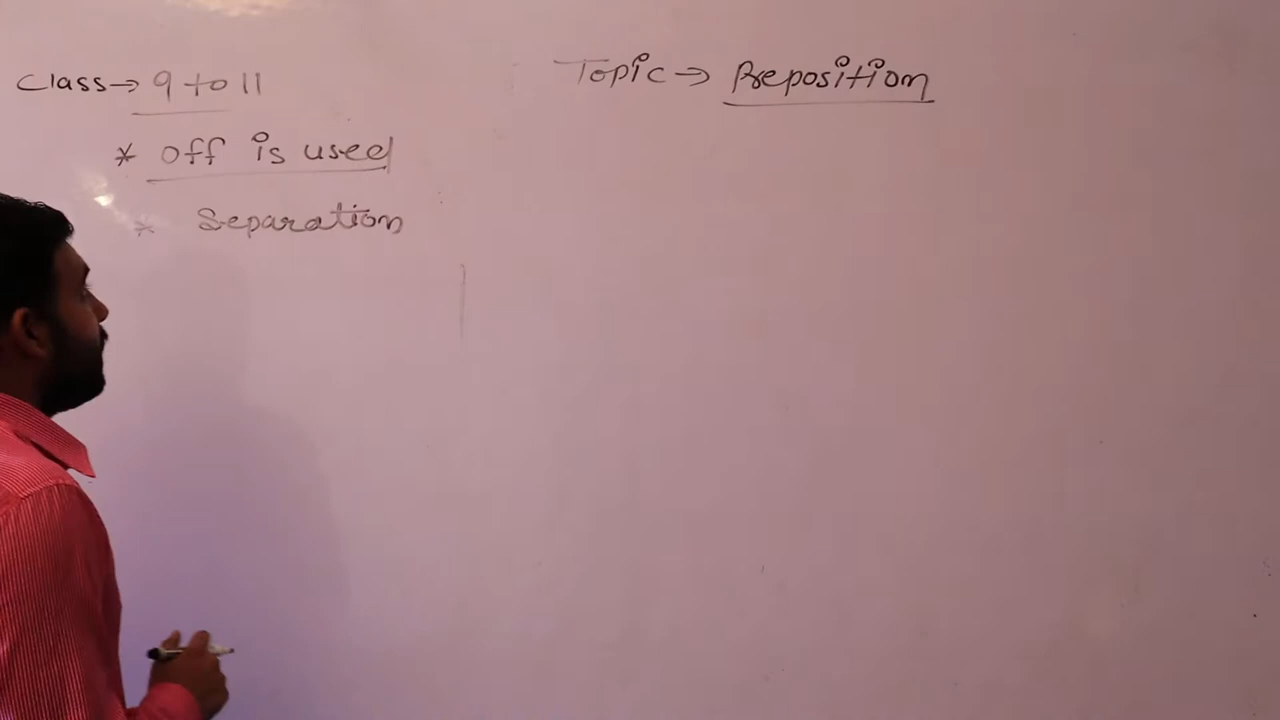 Class→ 9 to 11
Topic→ Preposition
* off is used
* Separation